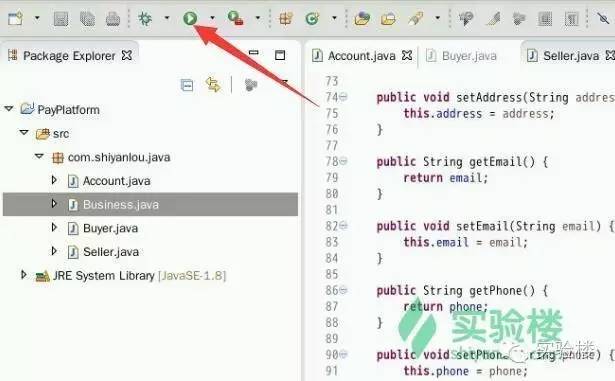 Package Explorer
PayPlatform
src
com.shiyanlou.java
Account.java
Business.java
Buyer.java
Seller.java
JRE System Library [JavaSE-1.8]
Account.java Buyer.java Seller.java
73
74 public void setAddress(String address
75 this.address = address;
76 }
77
78 public String getEmail() {
79 return email;
80 }
81
82 public void setEmail(String email) {
83 this.email = email;
84 }
85
86 public String getPhone() {
87 return phone;
88 }
89
90 public void setPhone(String phone) {
91 this.phone = phone;
实验楼
实验楼